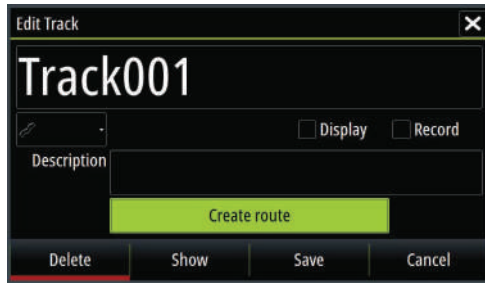 Edit Track
Track001
Display Record
Description
Create route
Delete Show Save Cancel